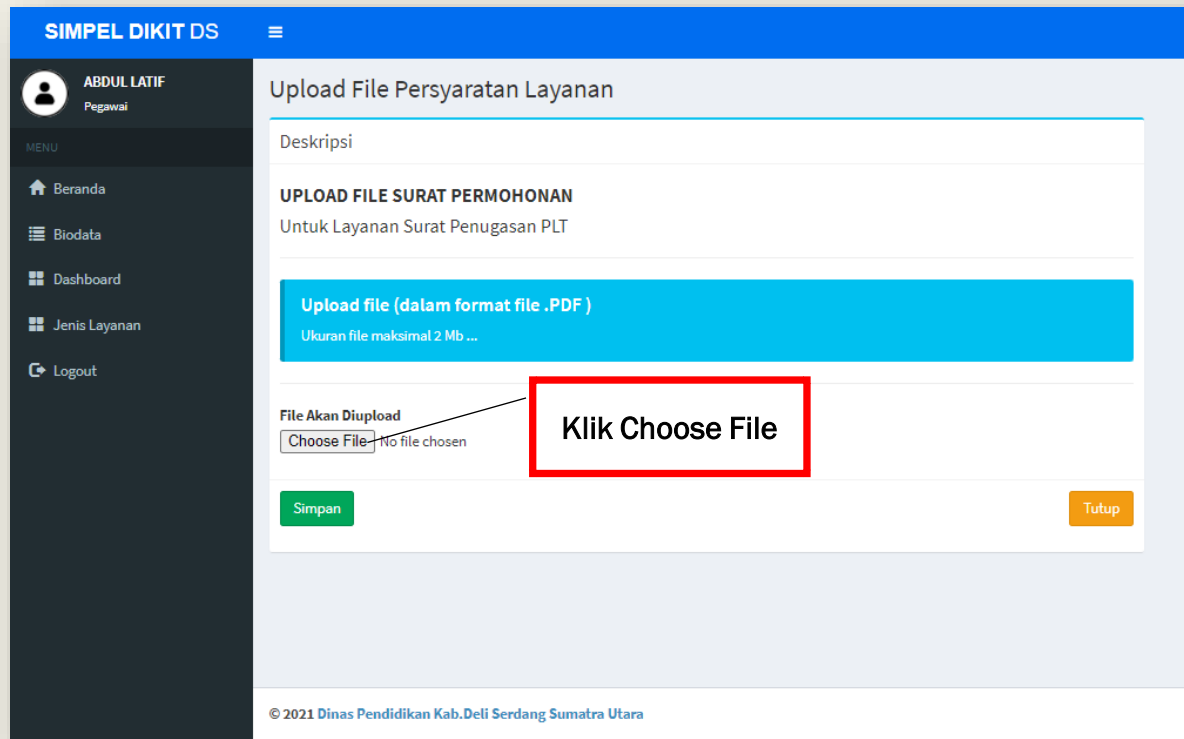 SIMPEL DIKIT DS
ABDUL LATIF
Pegawai
MENU
Beranda
Biodata
Dashboard
Jenis Layanan
Logout
Upload File Persyaratan Layanan
Deskripsi
UPLOAD FILE SURAT PERMOHONAN
Untuk Layanan Surat Penugasan PLT
Upload file (dalam format file .PDF )
Ukuran file maksimal 2 Mb ...
File Akan Diupload
Choose File No file chosen
Klik Choose File
Simpan
Tutup
© 2021 Dinas Pendidikan Kab.Deli Serdang Sumatra Utara